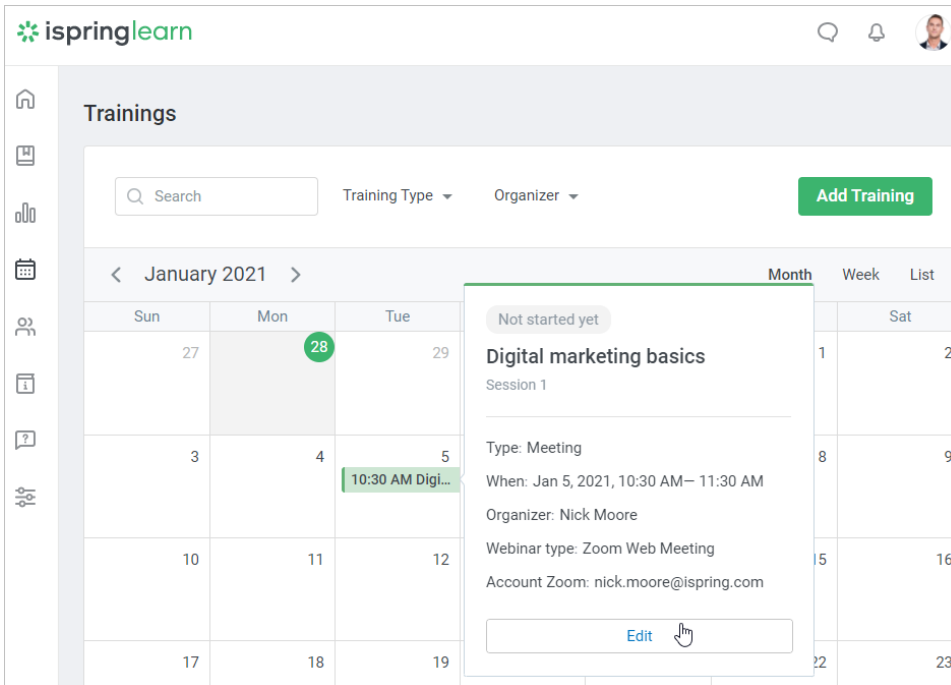 ispringlearn
Trainings
Search
Training Type
Organizer
Add Training
January 2021
Month
Week
List
Sun
Mon
Tue
Sat
27
28
29
1
2
3
4
5
8
9
10:30 AM Digi...
10
11
12
15
16
17
18
19
22
23
Not started yet
Digital marketing basics
Session 1
Type: Meeting
When: Jan 5, 2021, 10:30 AM— 11:30 AM
Organizer: Nick Moore
Webinar type: Zoom Web Meeting
Account Zoom: nick.moore@ispring.com
Edit